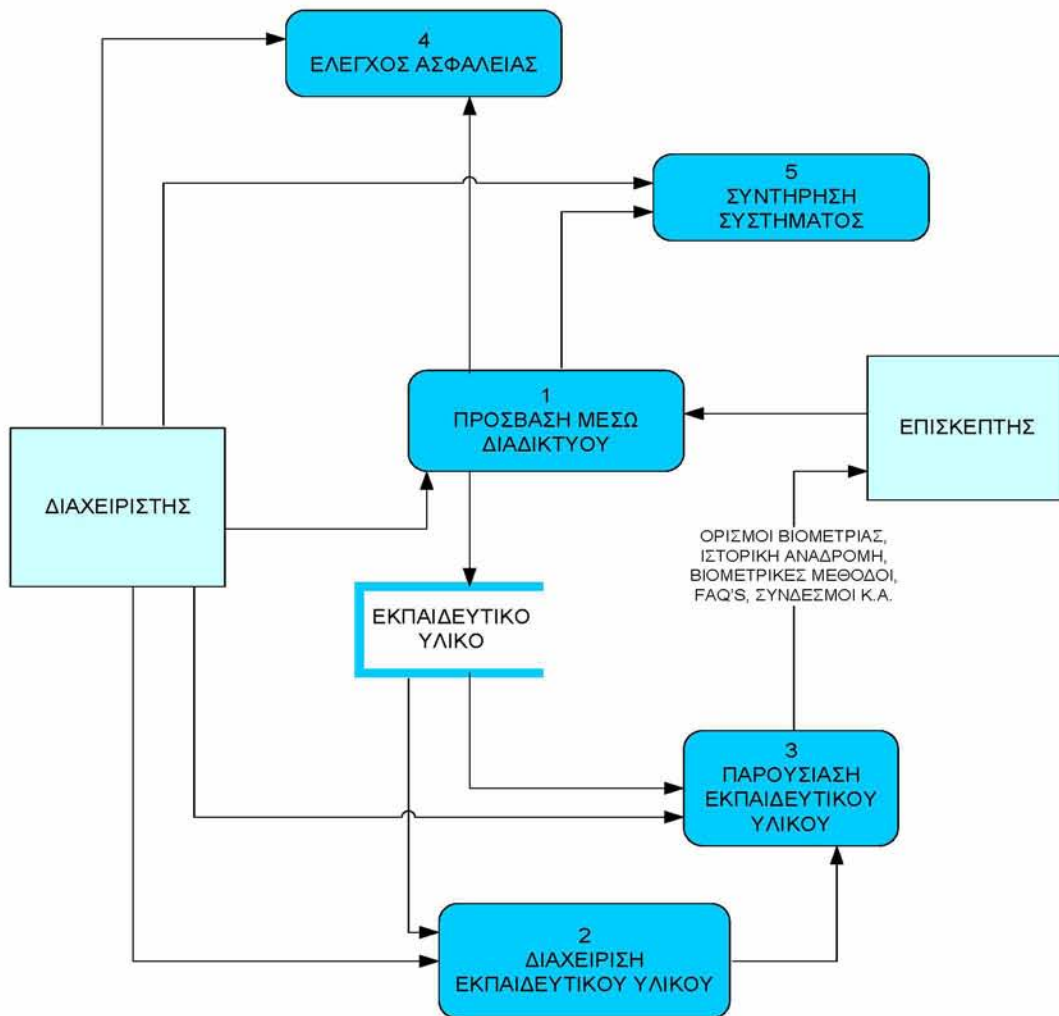 4
ΕΛΕΓΧΟΣ ΑΣΦΑΛΕΙΑΣ
5
ΣΥΝΤΗΡΗΣΗ
ΣΥΣΤΗΜΑΤΟΣ
1
ΠΡΟΣΒΑΣΗ ΜΕΣΩ
ΔΙΑΔΙΚΤΥΟΥ
ΕΠΙΣΚΕΠΤΗΣ
ΔΙΑΧΕΙΡΙΣΤΗΣ
ΟΡΙΣΜΟΙ ΒΙΟΜΕΤΡΙΑΣ,
ΙΣΤΟΡΙΚΗ ΑΝΑΔΡΟΜΗ,
ΒΙΟΜΕΤΡΙΚΕΣ ΜΕΘΟΔΟΙ,
FAQ'S, ΣΥΝΔΕΣΜΟΙ Κ.Α.
ΕΚΠΑΙΔΕΥΤΙΚΟ
ΥΛΙΚΟ
3
ΠΑΡΟΥΣΙΑΣΗ
ΕΚΠΑΙΔΕΥΤΙΚΟΥ
ΥΛΙΚΟΥ
2
ΔΙΑΧΕΙΡΙΣΗ
ΕΚΠΑΙΔΕΥΤΙΚΟΥ ΥΛΙΚΟΥ